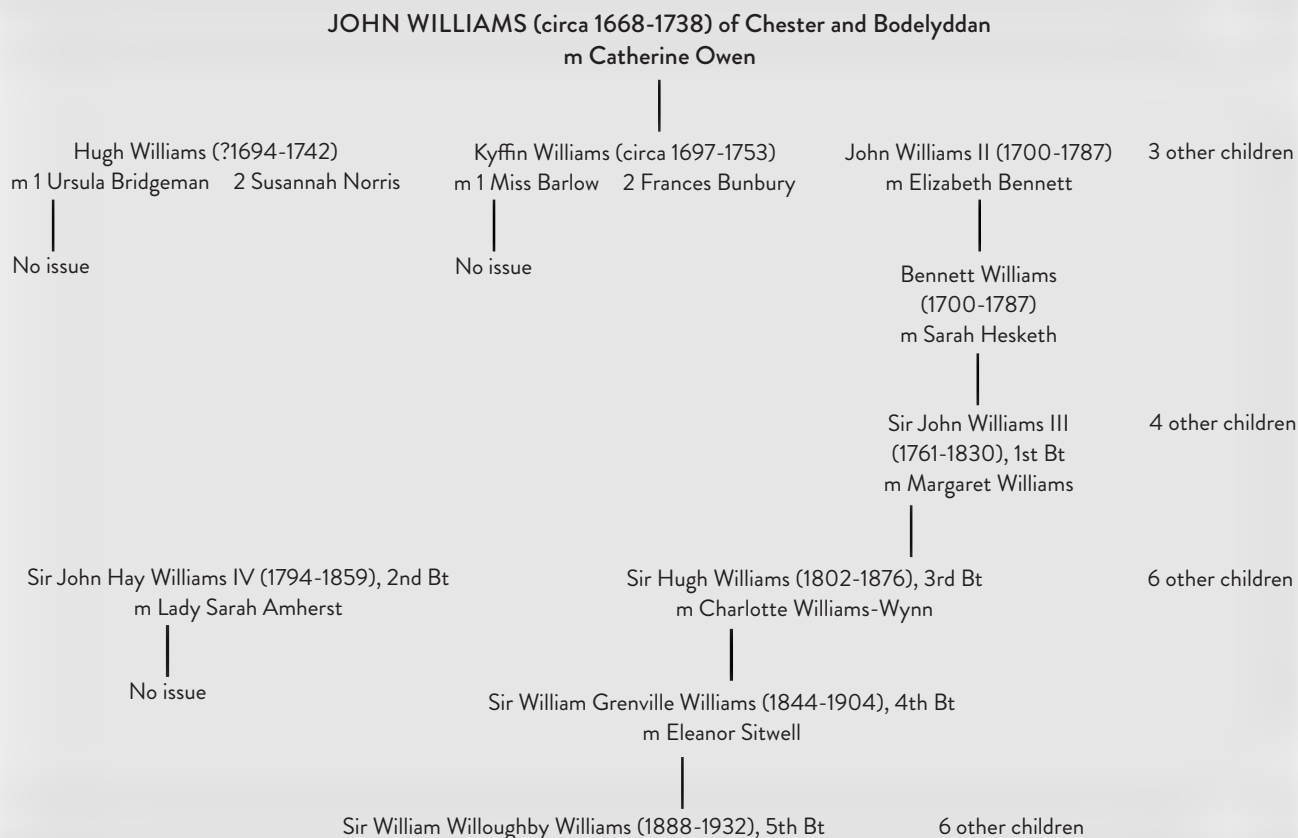 JOHN WILLIAMS (circa 1668-1738) of Chester and Bodelyddan
m Catherine Owen
Hugh Williams (?1694-1742)
m 1 Ursula Bridgeman 2 Susannah Norris
No issue
Kyffin Williams (circa 1697-1753)
m 1 Miss Barlow 2 Frances Bunbury
No issue
John Williams II (1700-1787)
m Elizabeth Bennett
3 other children
Bennett Williams
(1700-1787)
m Sarah Hesketh
Sir John Williams III
(1761-1830), 1st Bt
m Margaret Williams
4 other children
Sir John Hay Williams IV (1794-1859), 2nd Bt
m Lady Sarah Amherst
No issue
Sir Hugh Williams (1802-1876), 3rd Bt
m Charlotte Williams-Wynn
6 other children
Sir William Grenville Williams (1844-1904), 4th Bt
m Eleanor Sitwell
Sir William Willoughby Williams (1888-1932), 5th Bt
6 other children